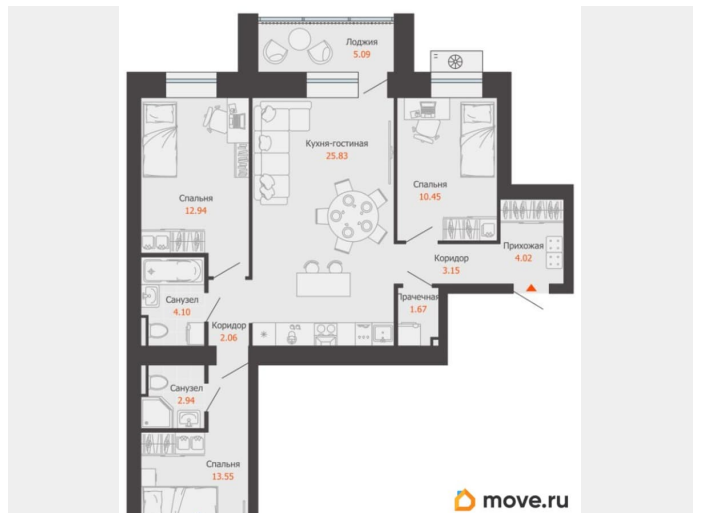 Лоджия
5.09
Кухня-гостиная
25.83
Спальня
12.94
Спальня
10.45
Прихожая
4.02
Коридор
3.15
Санузел
4.10
Прачечная
1.67
Коридор
2.06
Санузел
2.94
Спальня
13.55
move.ru